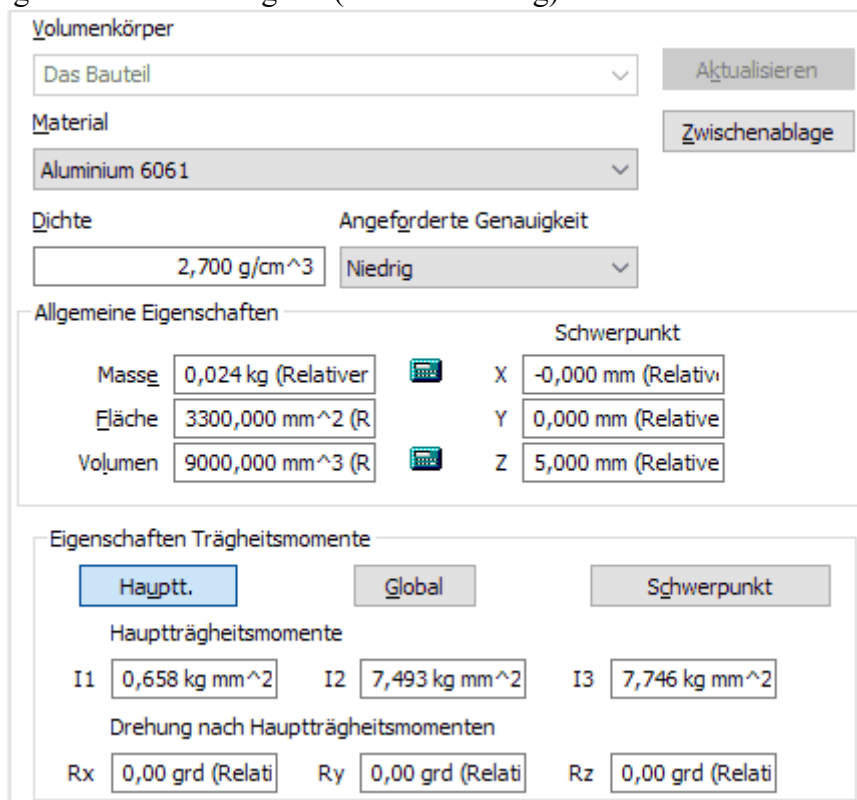 Volumenkörper
Das Bauteil
Aktualisieren
Material
Zwischenablage
Aluminium 6061
Dichte Angeforderte Genauigkeit
2,700 g/cm^3 Niedrig
Allgemeine Eigenschaften
Schwerpunkt
Masse 0,024 kg (Relativer X -0,000 mm (Relativ
Fläche 3300,000 mm^2 (R Y 0,000 mm (Relative
Volumen 9000,000 mm^3 (R Z 5,000 mm (Relative
Eigenschaften Trägheitsmomente
Hauptt. Global Schwerpunkt
Hauptträgheitsmomente
I1 0,658 kg mm^2 I2 7,493 kg mm^2 I3 7,746 kg mm^2
Drehung nach Hauptträgheitsmomenten
Rx 0,00 grd (Relati Ry 0,00 grd (Relati Rz 0,00 grd (Relati